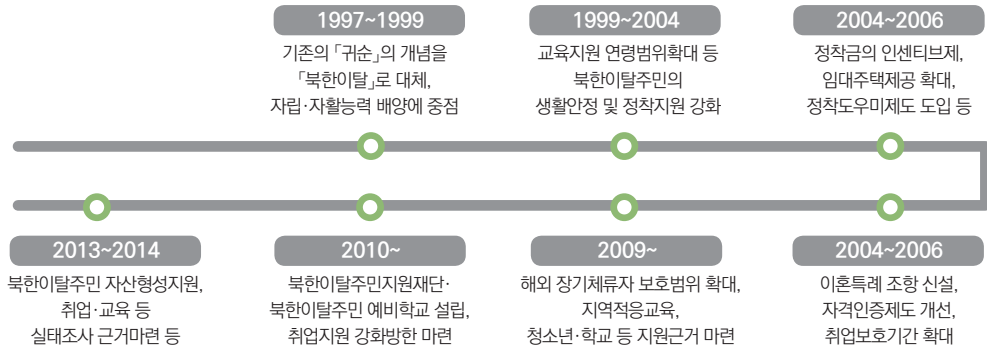 1997~1999
기존의 「귀순」의 개념을
「북한이탈」로 대체,
자립·자활능력 배양에 중점
1999~2004
교육지원 연령범위확대 등
북한이탈주민의
생활안정 및 정착지원 강화
2004~2006
정착금의 인센티브제,
임대주택제공 확대,
정착도우미제도 도입 등
2013~2014
북한이탈주민 자산형성지원,
취업·교육 등
실태조사 근거마련 등
2010~
북한이탈주민지원재단·
북한이탈주민 예비학교 설립,
취업지원 강화방한 마련
2009~
해외 장기체류자 보호범위 확대,
지역적응교육,
청소년·학교 등 지원근거 마련
2004~2006
이혼특례 조항 신설,
자격인증제도 개선,
취업보호기간 확대